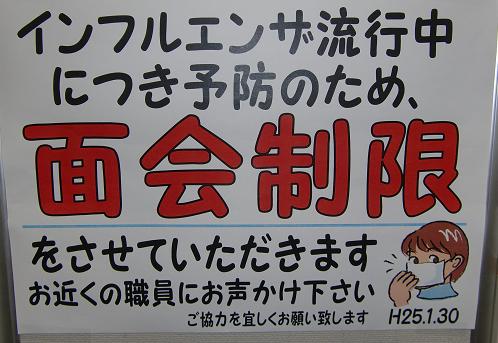 インフルエンザ流行中
につき予防のため、
面会制限
をさせていただきます
お近くの職員にお声かけ下さい
ご協力を宜しくお願い致します H25.1.30